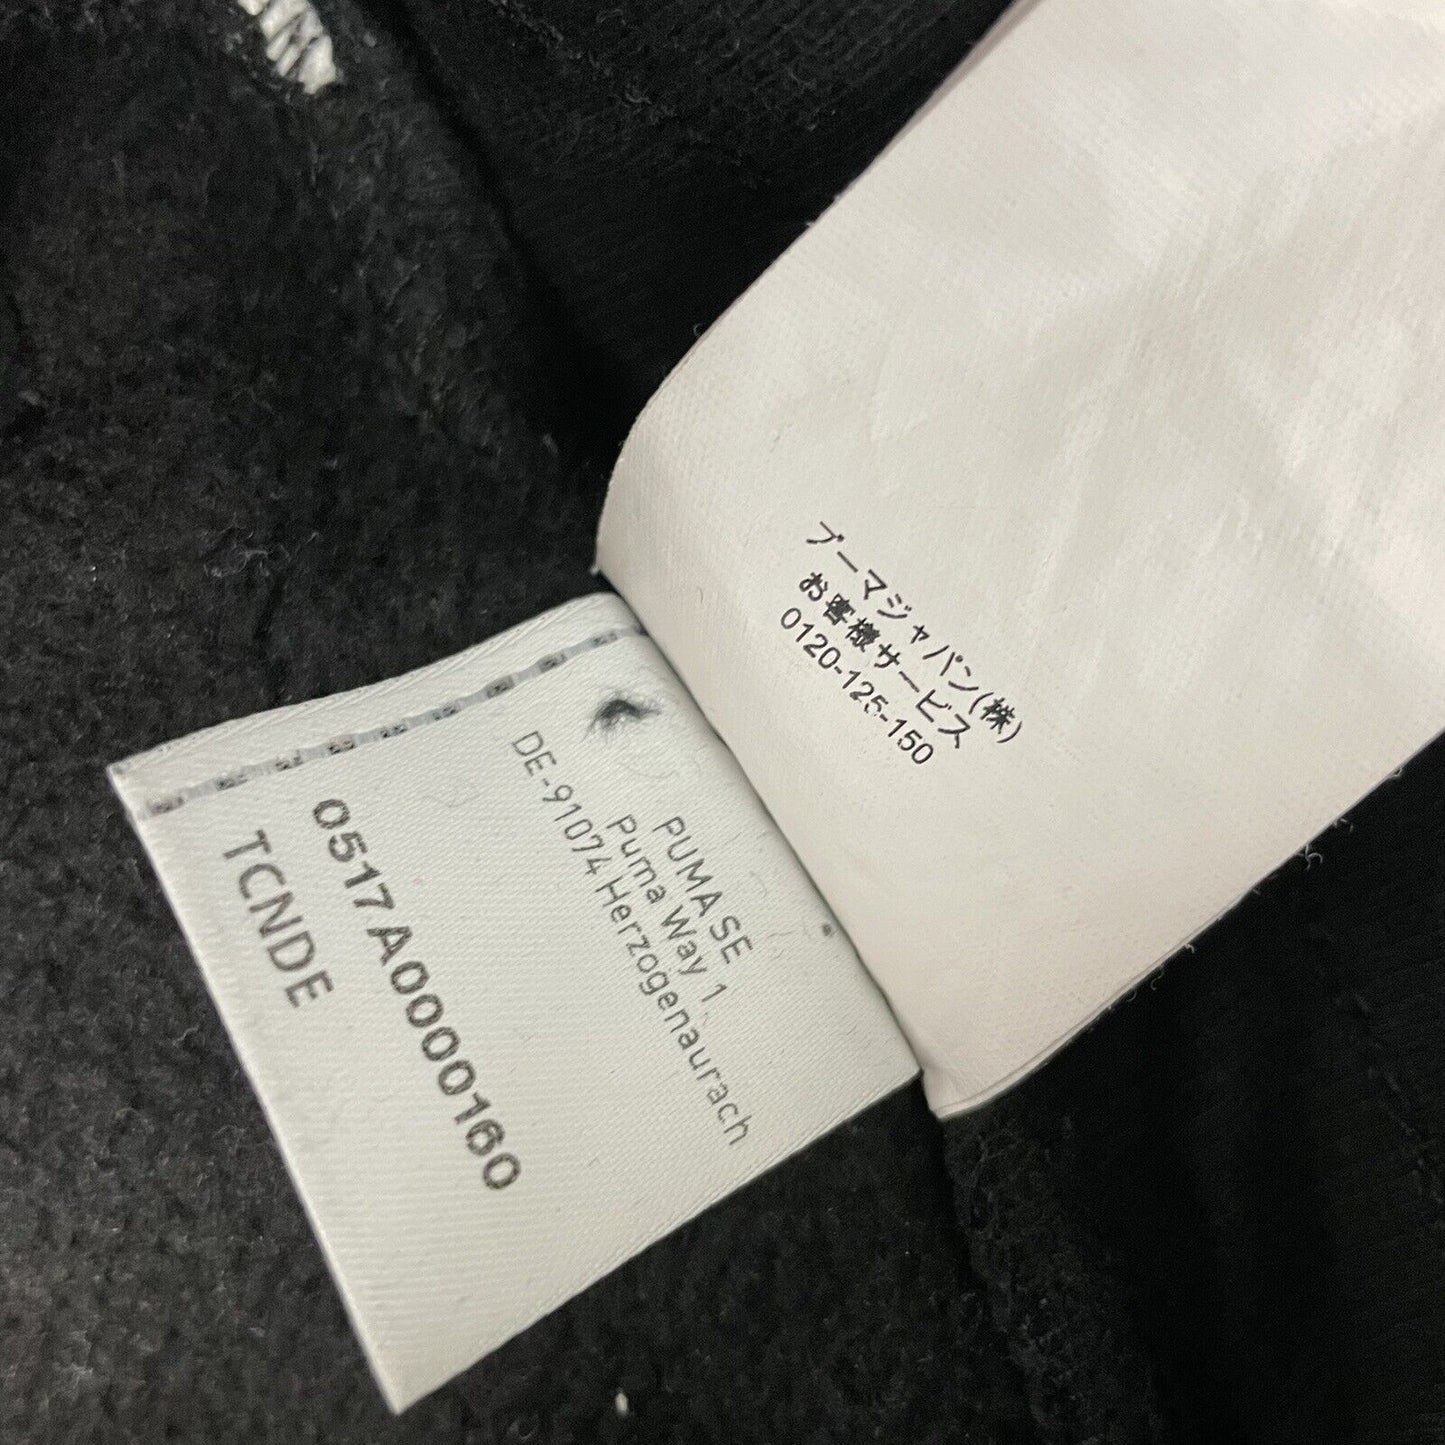 プーマジャパン(株)
お客様サービス
0120-125-150
PUMA SE
Puma Way 1
DE-91074 Herzogenaurach
0517A0000160
TCNDE